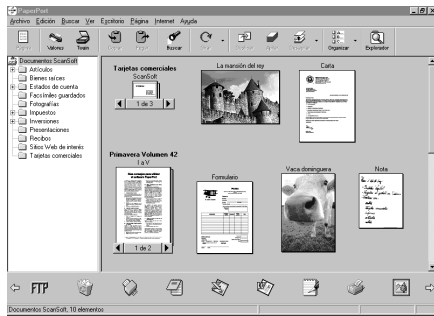 PaperPort
Archivo Edición Buscar Ver Escritorio Página Internet Ayuda
Valores Twain Buscar Organizar Explorador
Documentos ScanSoft
Artículos
Bienes raíces
Estados de cuenta
Facsímiles guardados
Fotografías
Impuestos
Inversiones
Presentaciones
Recibos
Sitios Web de interés
Tarjetas comerciales
Tarjetas comerciales
ScanSoft
1 de 3
La mansión del rey
Carta
Primavera Volumen 42
1 a V
1 de 2
Formulario
Vaca dominguera
Nota
FTP
Documentos ScanSoft, 10 elementos